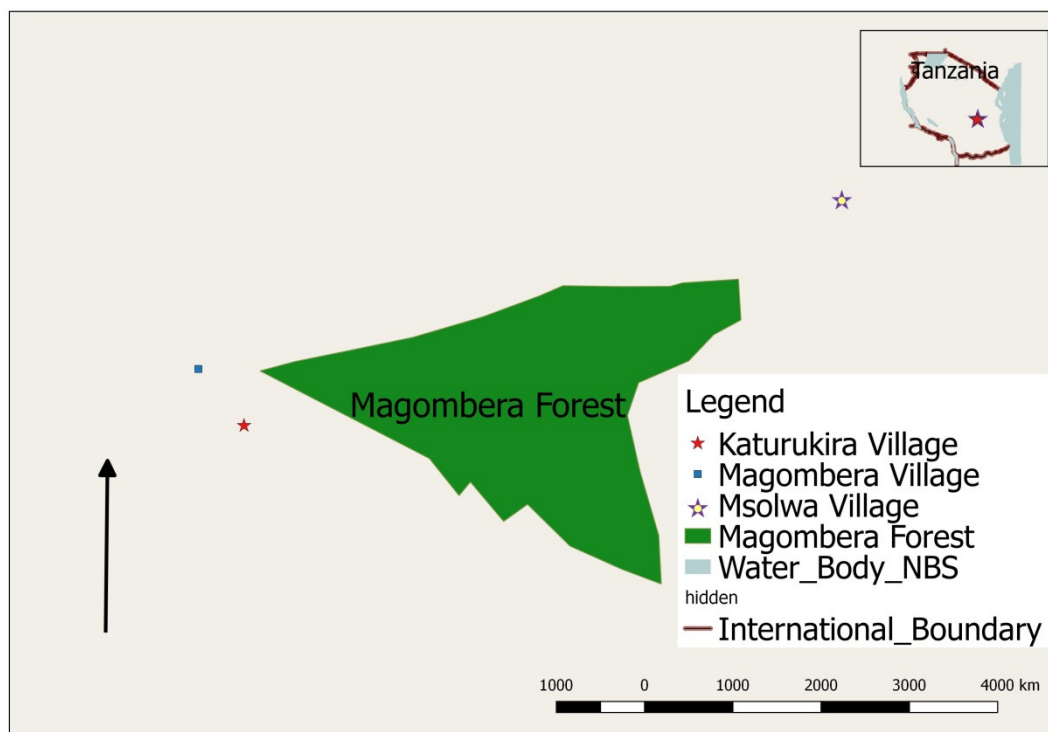 Tanzania
Magombera Forest
Legend
Katurukira Village
Magombera Village
Msolwa Village
Magombera Forest
Water_Body_NBS
hidden
International_Boundary
1000 0 1000 2000 3000 4000 km